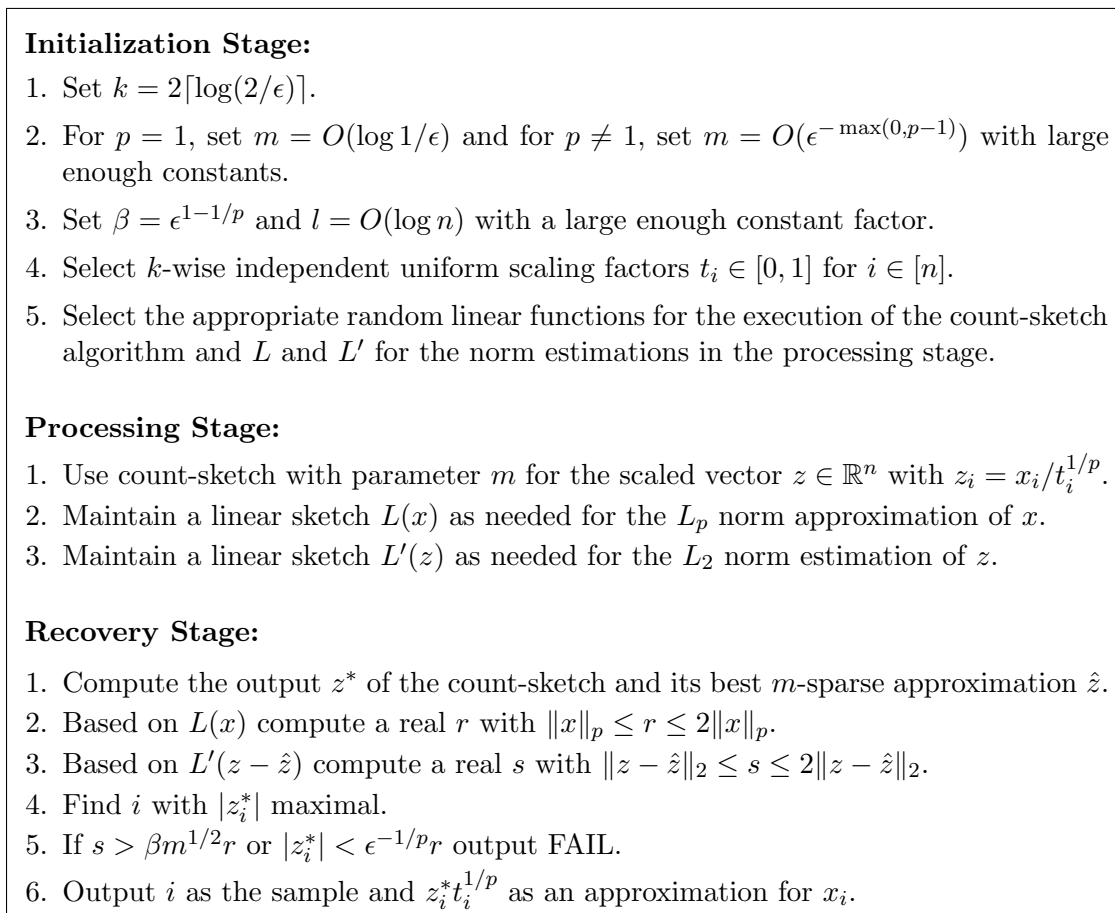 Initialization Stage:
1. Set k = 2⌈log(2/ϵ)⌉.
2. For p = 1, set m = O(log 1/ϵ) and for p ≠ 1, set m = O(ϵ^{− max(0,p−1)}) with large
enough constants.
3. Set β = ϵ^{1−1/p} and l = O(log n) with a large enough constant factor.
4. Select k-wise independent uniform scaling factors t_i ∈ [0, 1] for i ∈ [n].
5. Select the appropriate random linear functions for the execution of the count-sketch
algorithm and L and L′ for the norm estimations in the processing stage.
Processing Stage:
1. Use count-sketch with parameter m for the scaled vector z ∈ ℝ^n with z_i = x_i/t_i^{1/p}.
2. Maintain a linear sketch L(x) as needed for the L_p norm approximation of x.
3. Maintain a linear sketch L′(z) as needed for the L_2 norm estimation of z.
Recovery Stage:
1. Compute the output z* of the count-sketch and its best m-sparse approximation ẑ.
2. Based on L(x) compute a real r with ‖x‖_p ≤ r ≤ 2‖x‖_p.
3. Based on L′(z − ẑ) compute a real s with ‖z − ẑ‖_2 ≤ s ≤ 2‖z − ẑ‖_2.
4. Find i with |z*_i| maximal.
5. If s > βm^{1/2}r or |z*_i| < ϵ^{−1/p}r output FAIL.
6. Output i as the sample and z*_i t_i^{1/p} as an approximation for x_i.